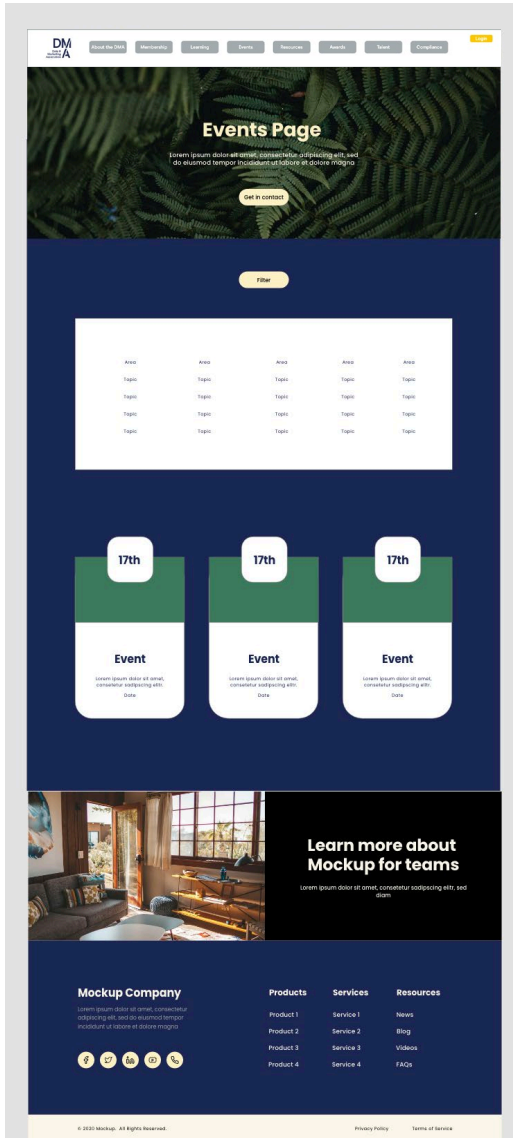 DM
A
About the DMA Membership Learning Events Resources Awards Talent Compliance
Login
Events Page
Lorem ipsum dolor sit amet, consectetur adipiscing elit, sed
do eiusmod tempor incididunt ut labore et dolore magna
Get in contact
Filter
Area Area Area Area Area
Topic Topic Topic Topic Topic
Topic Topic Topic Topic Topic
Topic Topic Topic Topic Topic
Topic Topic Topic Topic Topic
17th 17th 17th
Event Event Event
Lorem ipsum dolor sit amet, Lorem ipsum dolor sit amet, Lorem ipsum dolor sit amet,
consetetur sadipscing elitr. consetetur sadipscing elitr. consetetur sadipscing elitr.
Date Date Date
Learn more about
Mockup for teams
Lorem ipsum dolor sit amet, consetetur sadipscing elitr, sed
diam
Mockup Company Products Services Resources
Lorem ipsum dolor sit amet, consectetur
adipiscing elit, sed do eiusmod tempor
incididunt ut labore et dolore magna
Product 1 Service 1 News
Product 2 Service 2 Blog
Product 3 Service 3 Videos
Product 4 Service 4 FAQs
© 2020 Mockup. All Rights Reserved. Privacy Policy Terms of Service